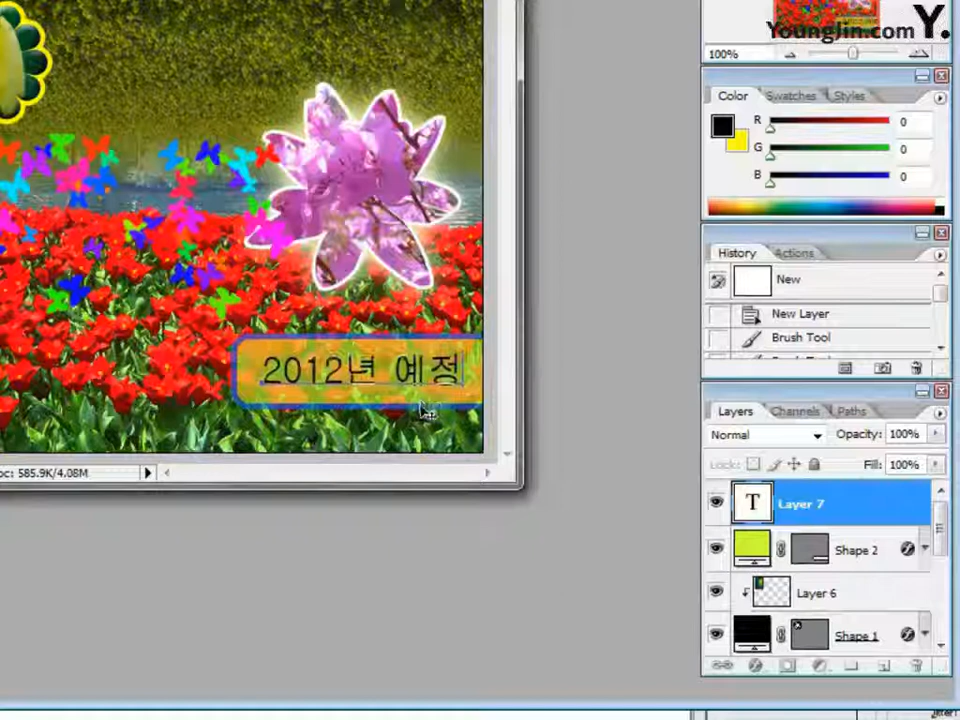 Younglin.com Y.
100%
Color Swatches Styles
R 0
G 0
B 0
History Actions
New
New Layer
Brush Tool
2012년 예정
Layers Channels Paths
Normal Opacity: 100%
Lock: Fill: 100%
oc: 585.9K/4.08M
T Layer 7
Shape 2
Layer 6
Shape 1